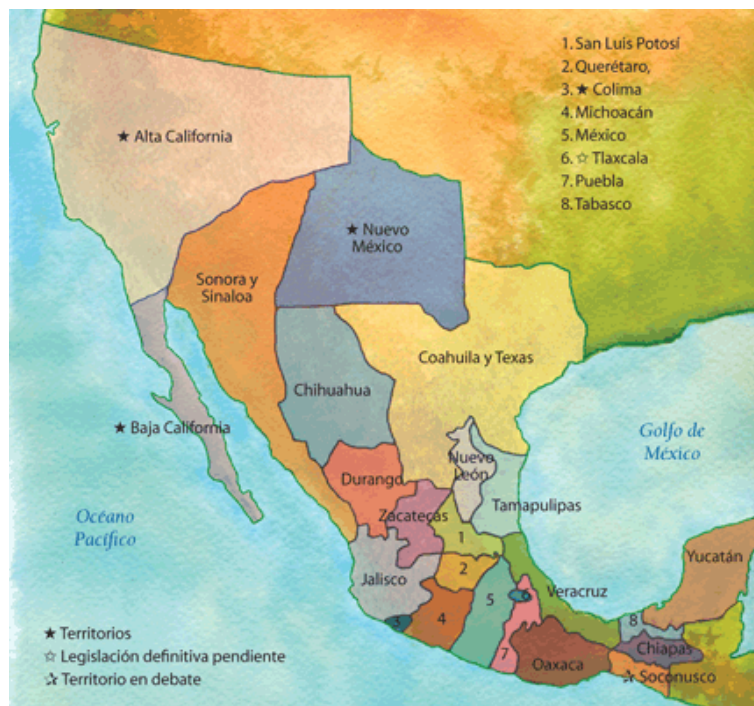 1. San Luis Potosí
2. Querétaro,
3. ★ Colima
4. Michoacán
5. México
6. ☆ Tlaxcala
7. Puebla
8. Tabasco
★ Alta California
★ Nuevo
México
Sonora y
Sinaloa
Coahuila y Texas
Chihuahua
★ Baja California
Golfo de
México
Nuevo
León
Durango
Tamapulipas
Zacatecas
Océano
Pacífico
1
Yucatán
2
Jalisco
6
Veracruz
5
3
4
8
Chiapas
7
Oaxaca
✰ Soconusco
★ Territorios
☆ Legislación definitiva pendiente
✰ Territorio en debate